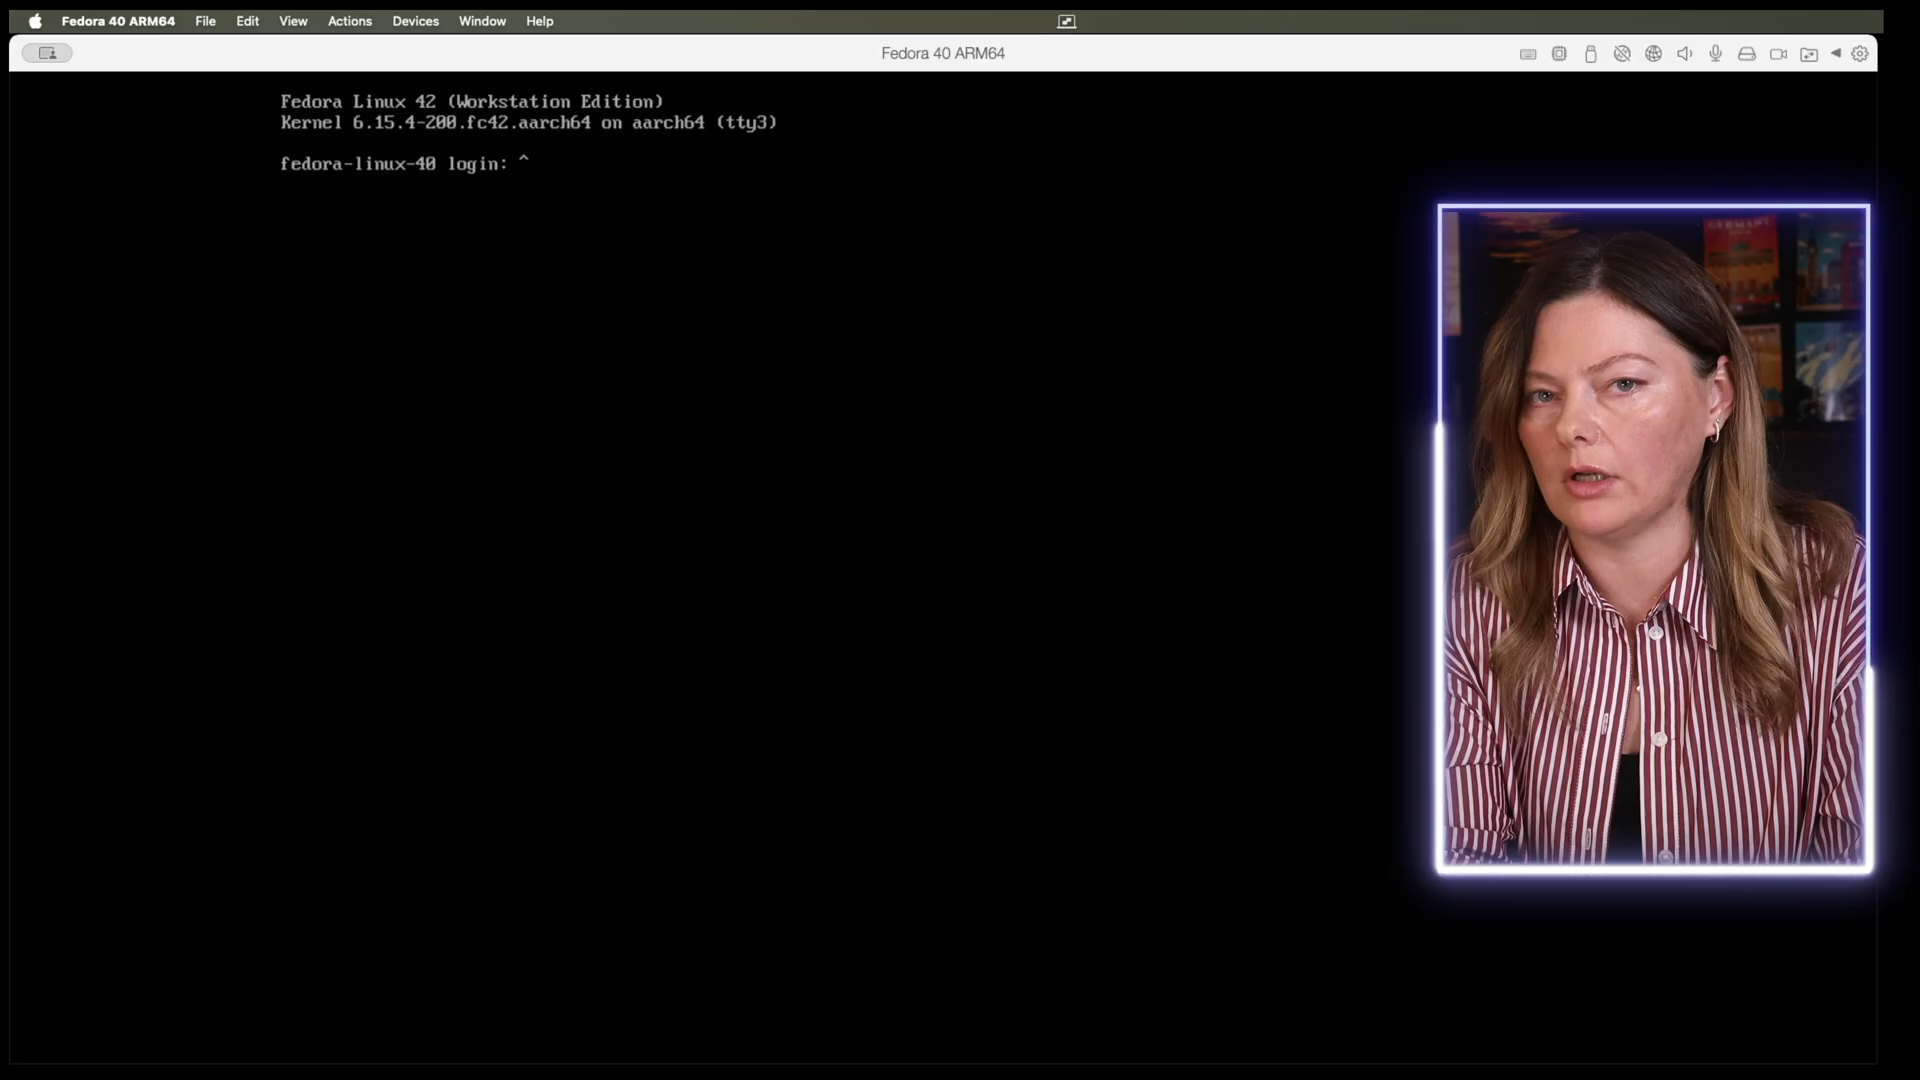 Fedora 40 ARM64 File Edit View Actions Devices Window Help
Fedora 40 ARM64
Fedora Linux 42 (Workstation Edition)
Kernel 6.15.4-200.fc42.aarch64 on aarch64 (tty3)
fedora-linux-40 login: ^
GERMANY